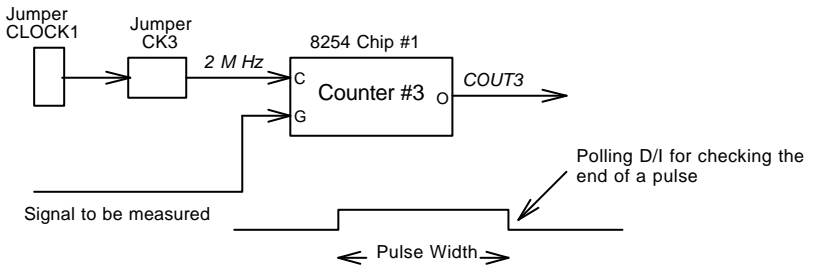 Jumper
CLOCK1
Jumper
CK3
2 M Hz
8254 Chip #1
C
Counter #3
O
G
COUT3
Signal to be measured
Polling D/I for checking the
end of a pulse
Pulse Width